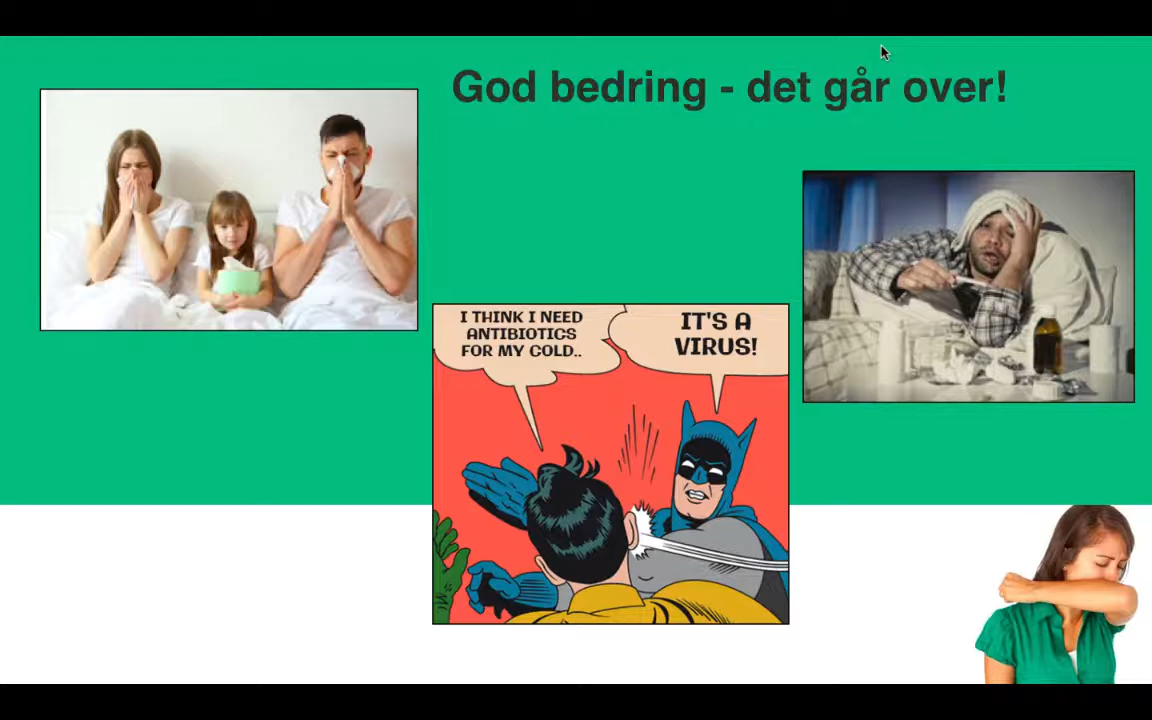 God bedring - det går over!
I THINK I NEED
ANTIBIOTICS
FOR MY COLD..
IT'S A
VIRUS!